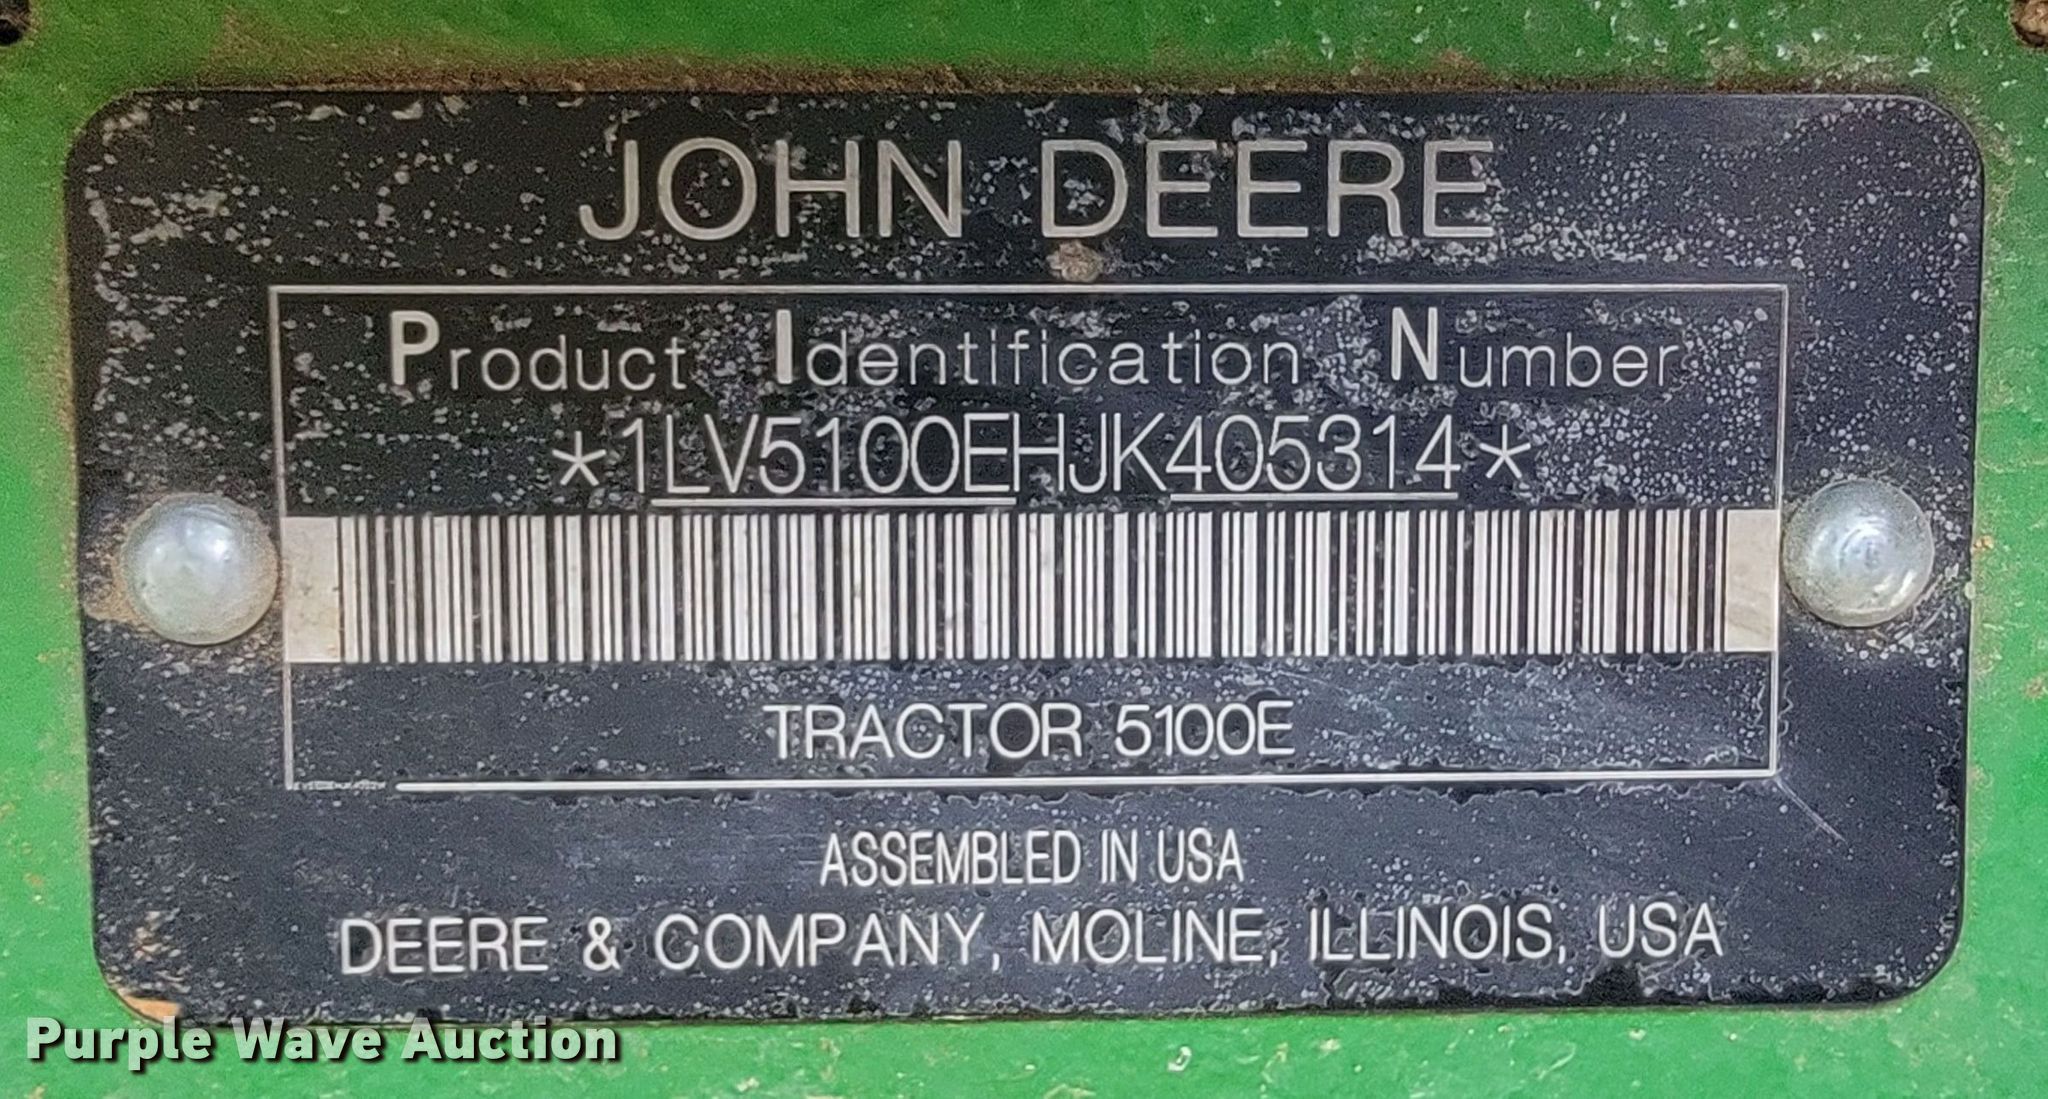 JOHN DEERE
Product Identification Number
*1LV5100EHJK405314*
TRACTOR 5100E
ASSEMBLED IN USA
DEERE & COMPANY, MOLINE, ILLINOIS, USA
Purple Wave Auction